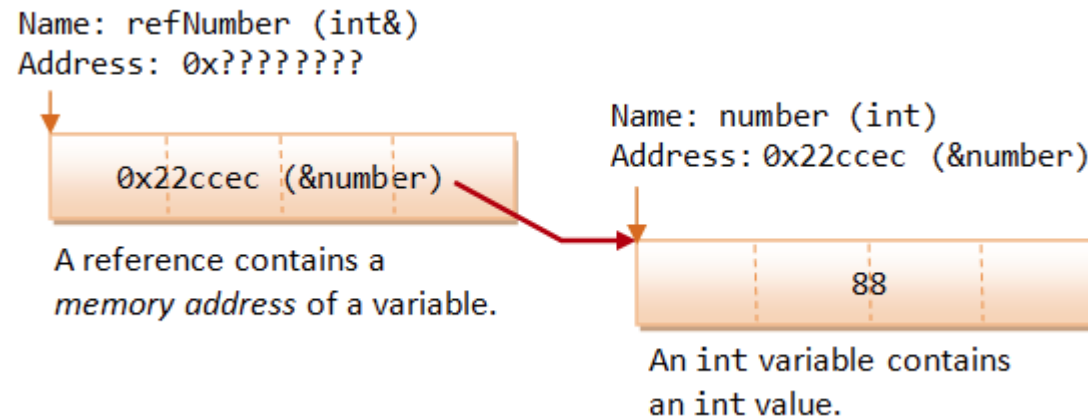 Name: refNumber (int&)
Address: 0x????????
0x22ccec (&number)
A reference contains a
memory address of a variable.
Name: number (int)
Address: 0x22ccec (&number)
88
An int variable contains
an int value.